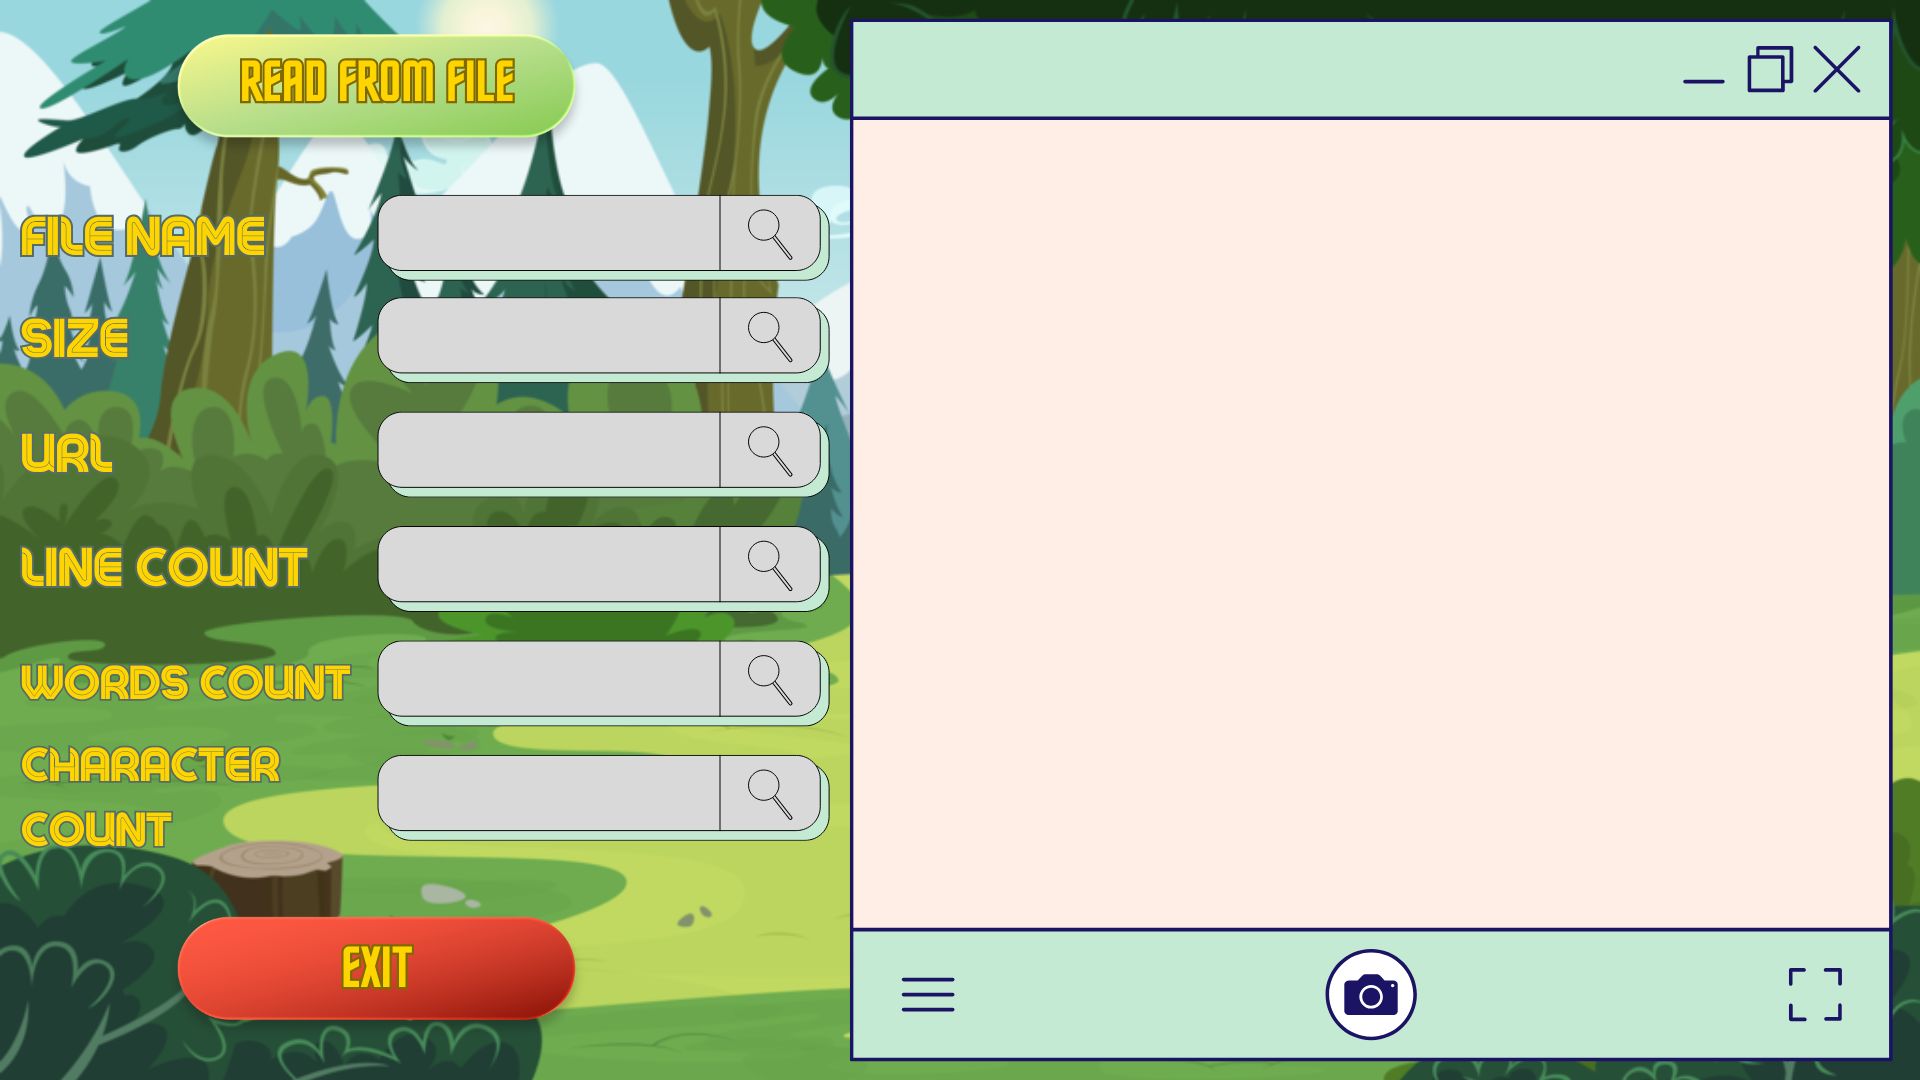 READ FROM FILE
FILE NAME
SIZE
URL
LINE COUNT
WORDS COUNT
CHARACTER
COUNT
EXIT